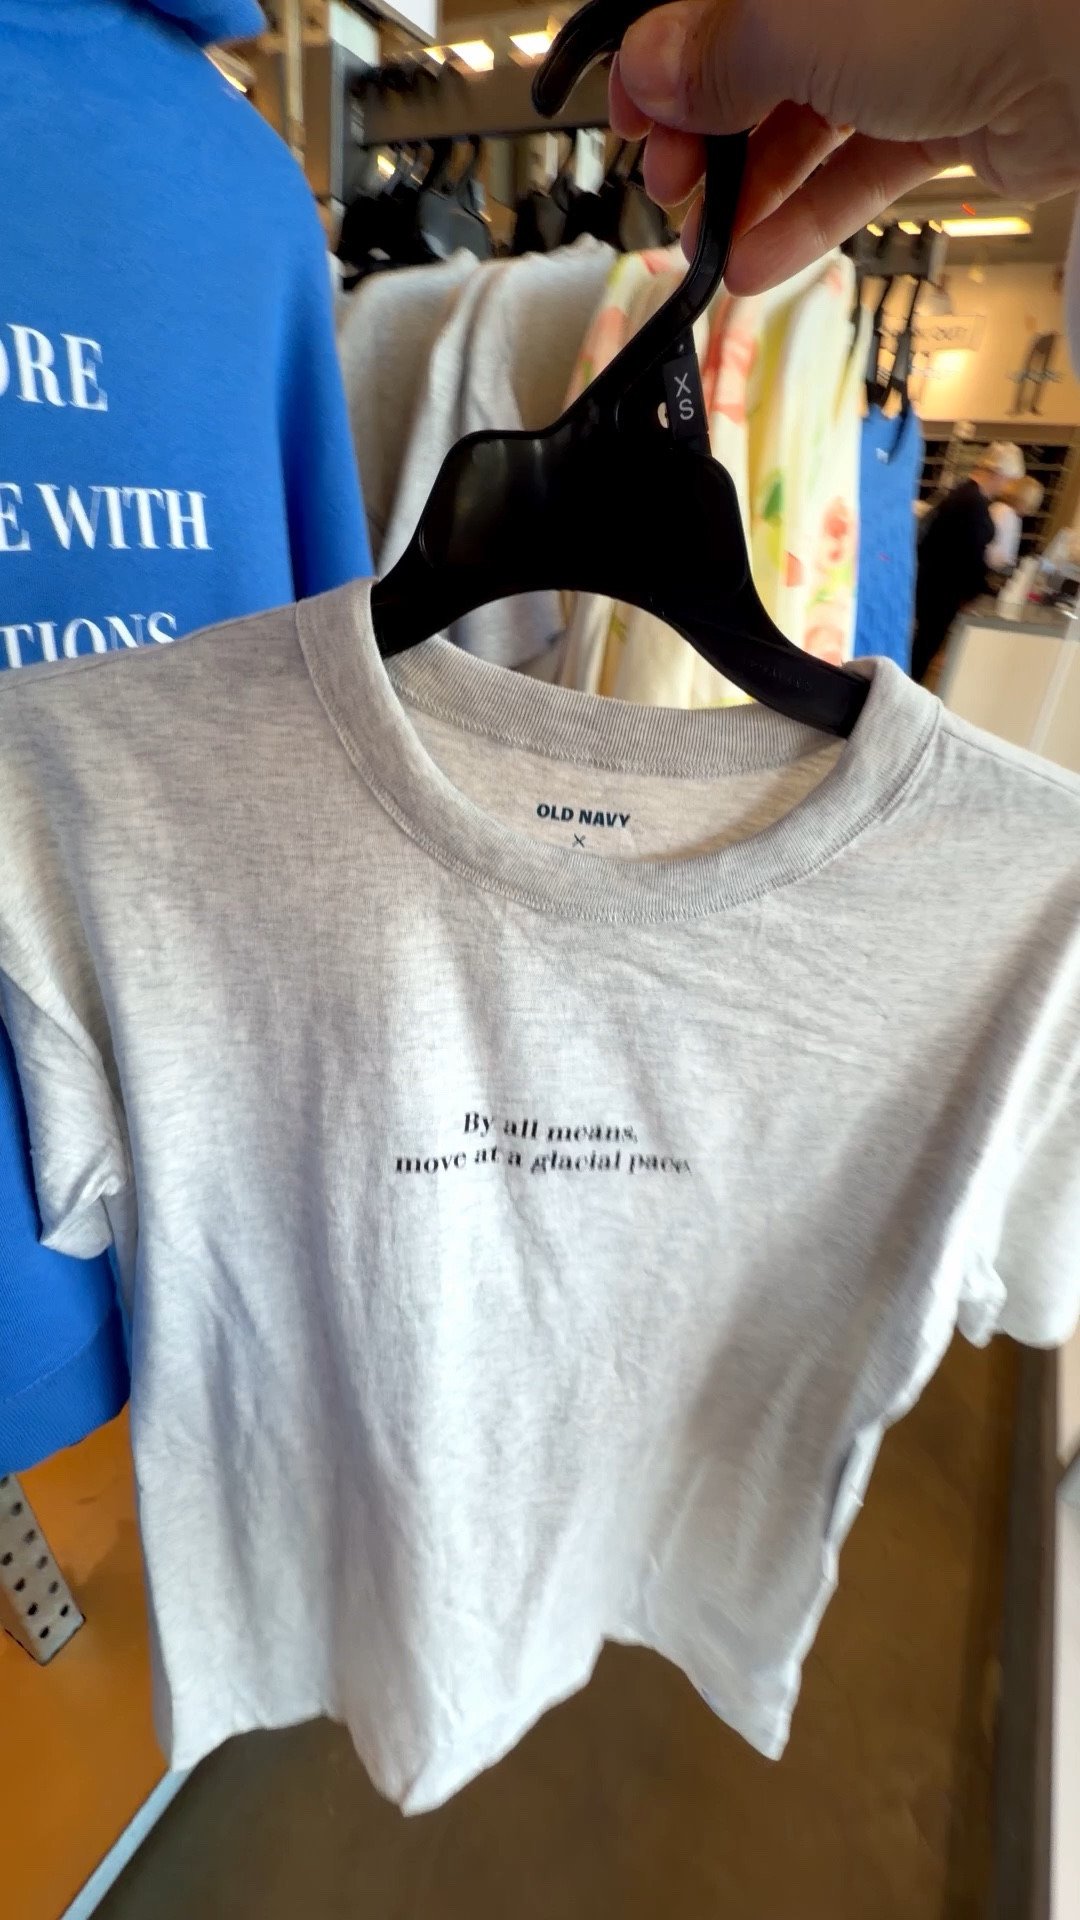 ORE
E WITH
TIONS
XS
OLD NAVY
X
By all means,
move at a glacial pace.